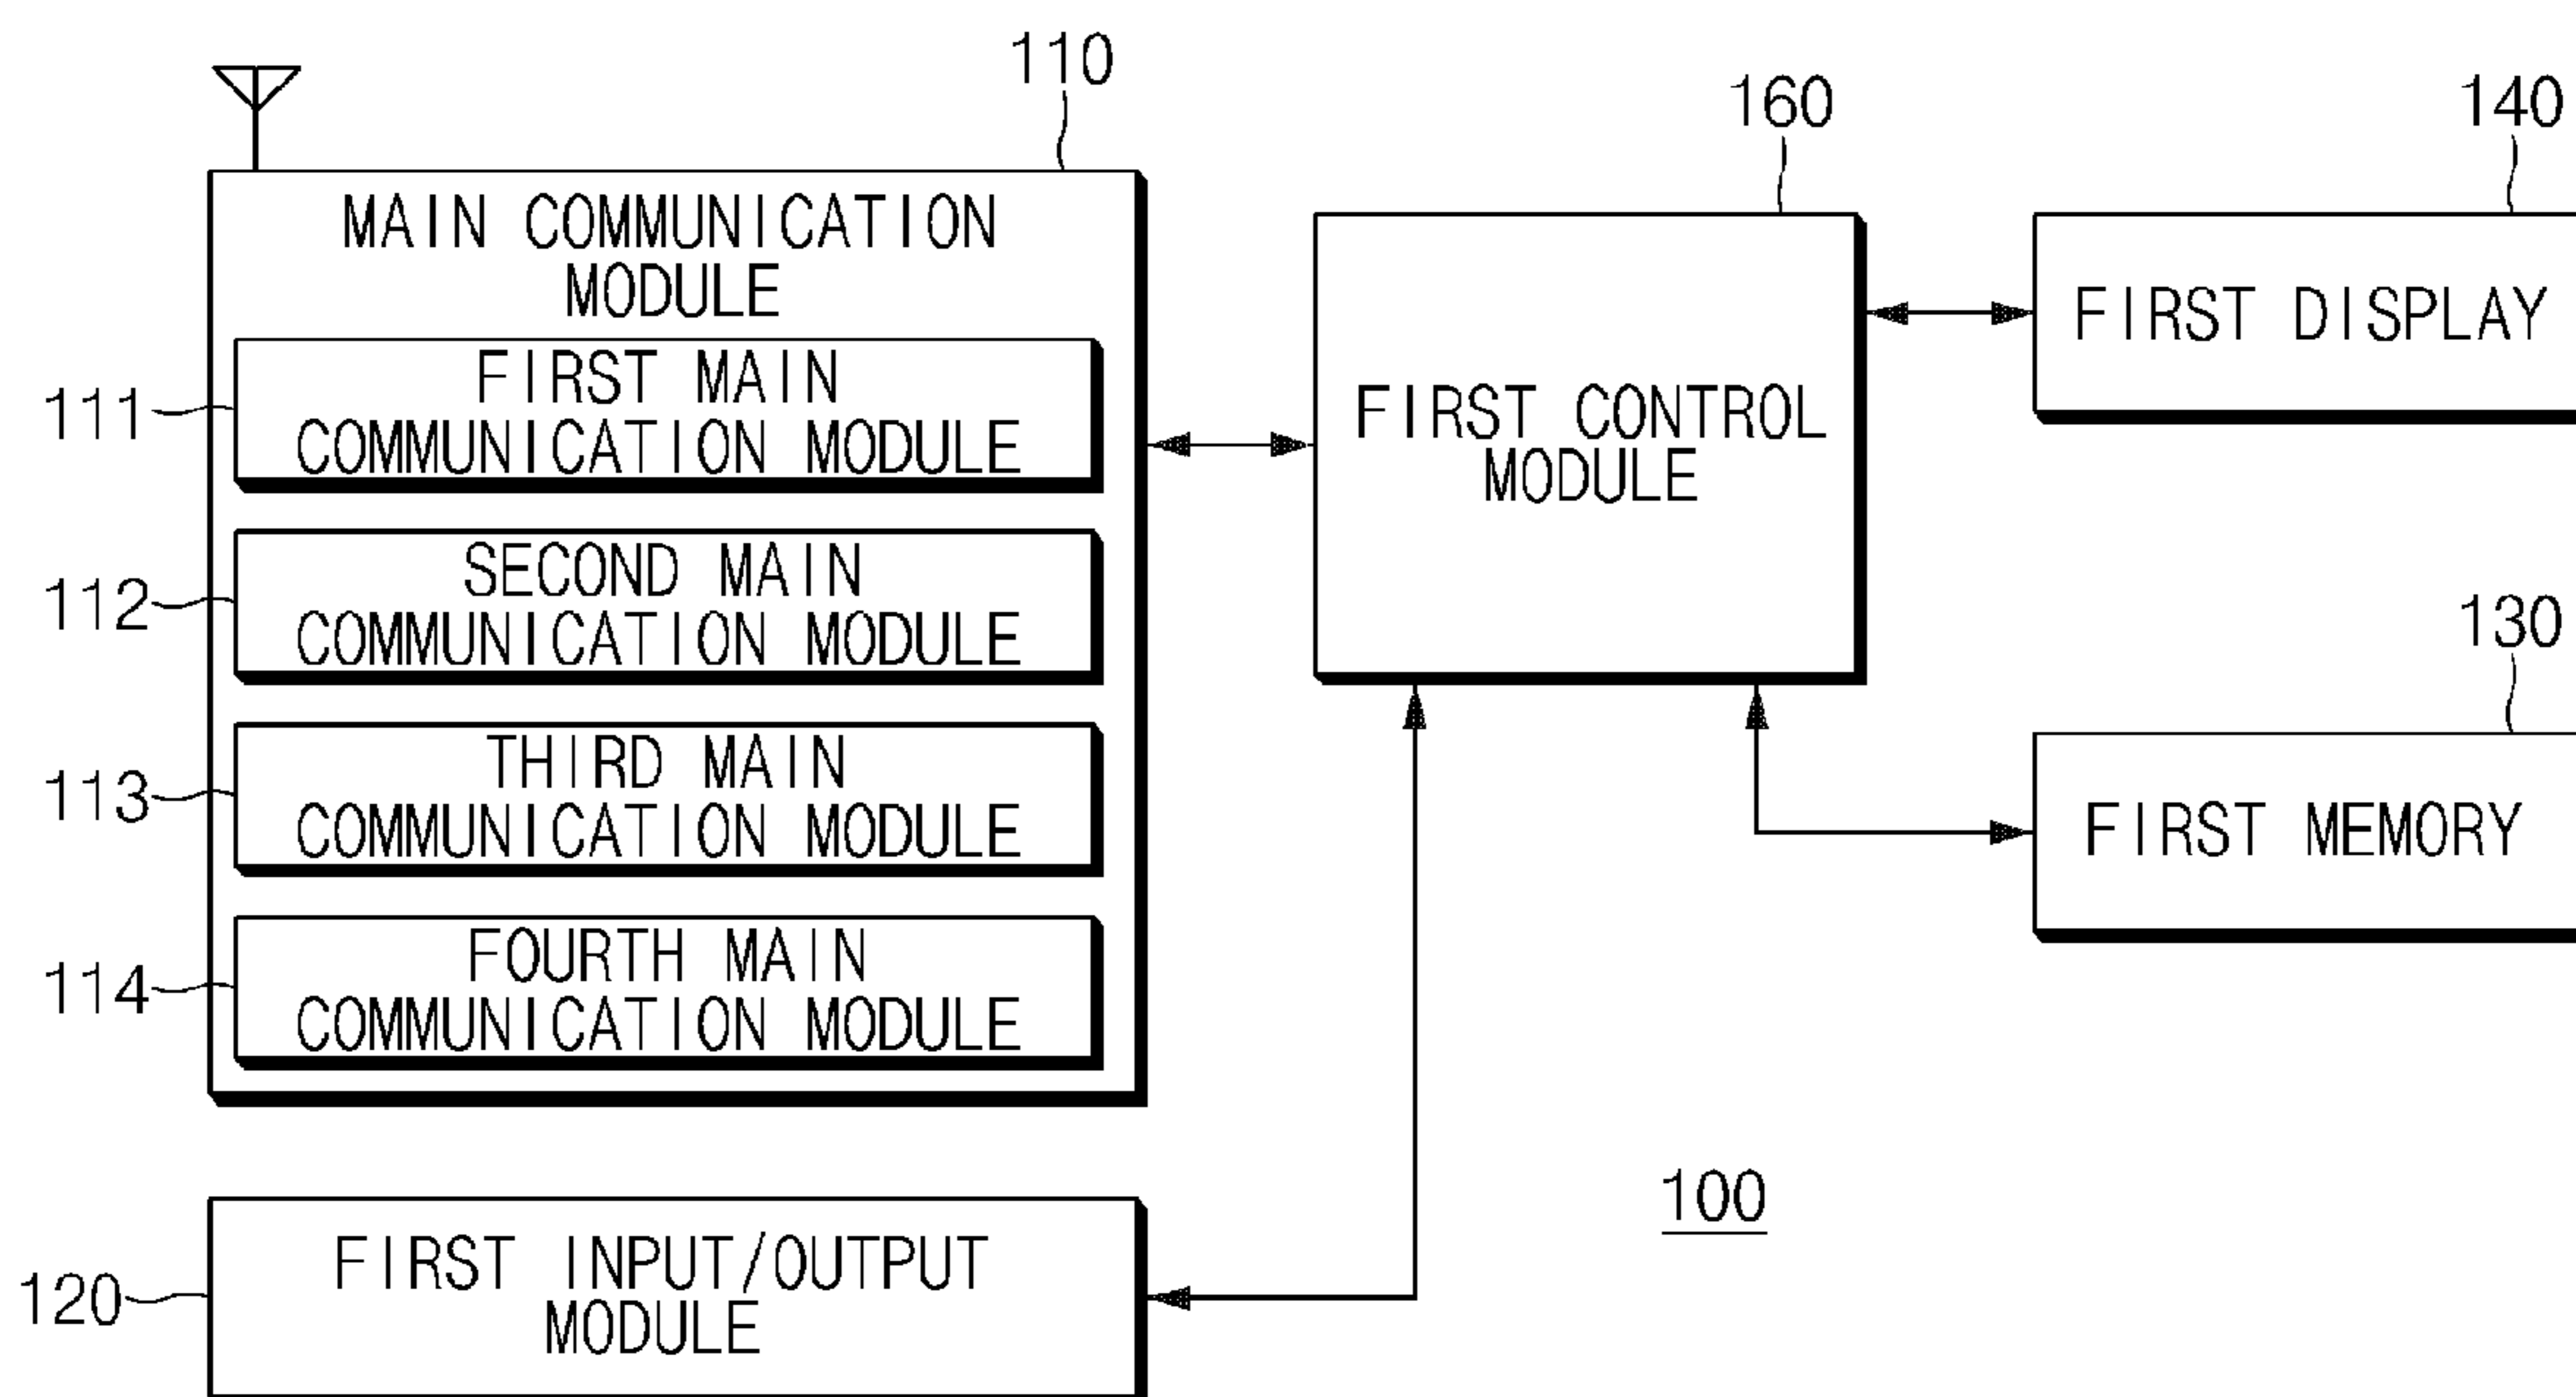 110
MAIN COMMUNICATION
MODULE
111
FIRST MAIN
COMMUNICATION MODULE
112
SECOND MAIN
COMMUNICATION MODULE
113
THIRD MAIN
COMMUNICATION MODULE
114
FOURTH MAIN
COMMUNICATION MODULE
120
FIRST INPUT/OUTPUT
MODULE
160
FIRST CONTROL
MODULE
140
FIRST DISPLAY
130
FIRST MEMORY
100